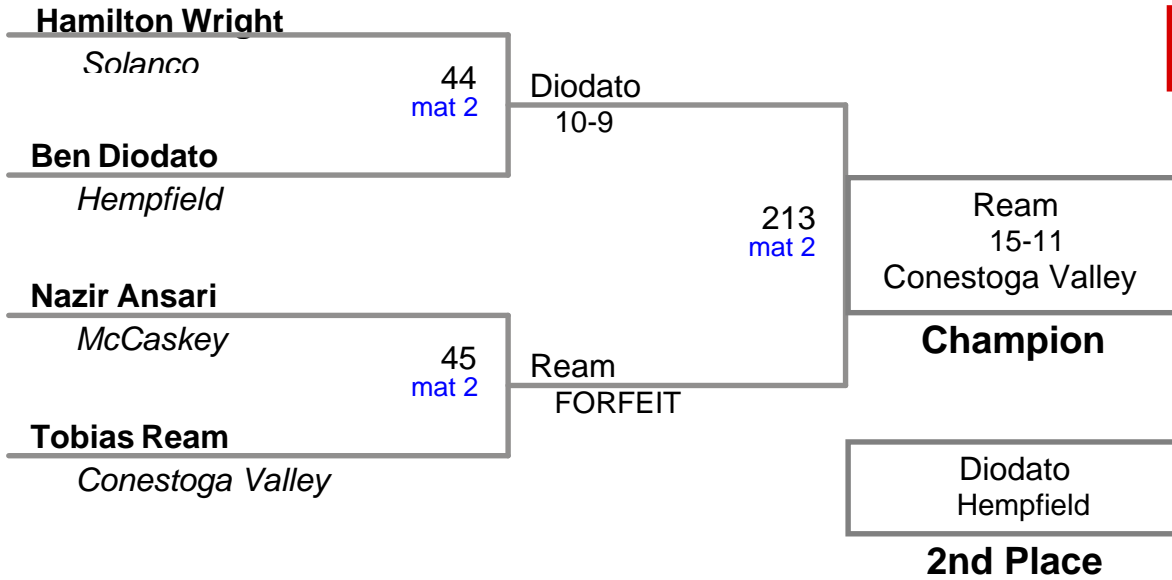 Hamilton Wright
Solanco
44
mat 2
Diodato
10-9
Ben Diodato
Hempfield
213
mat 2
Ream
15-11
Conestoga Valley
Champion
Nazir Ansari
McCaskey
45
mat 2
Ream
FORFEIT
Tobias Ream
Conestoga Valley
Diodato
Hempfield
2nd Place